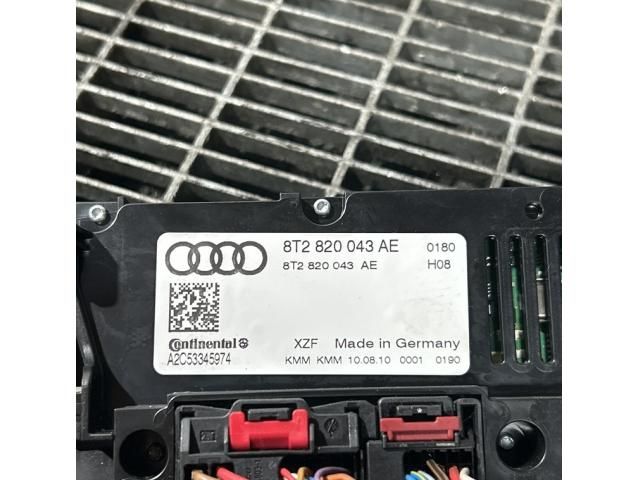 8T2 820 043 AE 0180
8T2 820 043 AE H08
Continental
A2C53345974
XZF Made in Germany
KMM KMM 10.08.10 0001 0190